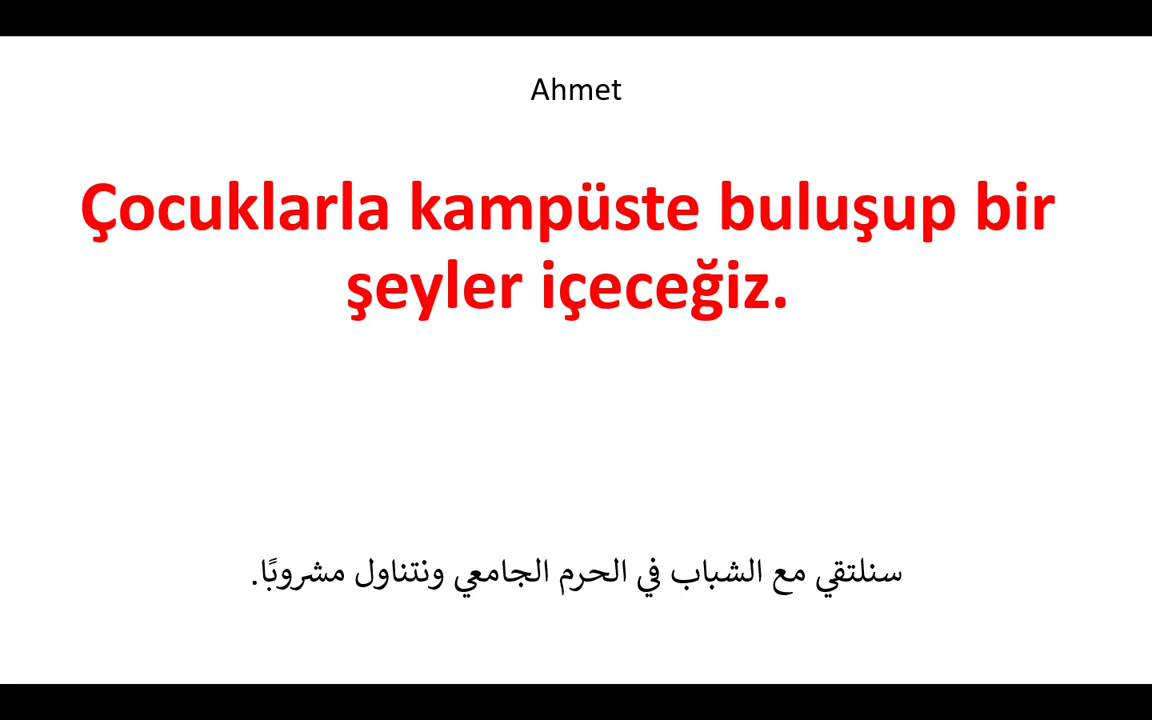 Ahmet
Çocuklarla kampüste buluşup bir
şeyler içeceğiz.
سنلتقي مع الشباب في الحرم الجامعي ونتناول مشروبًا.